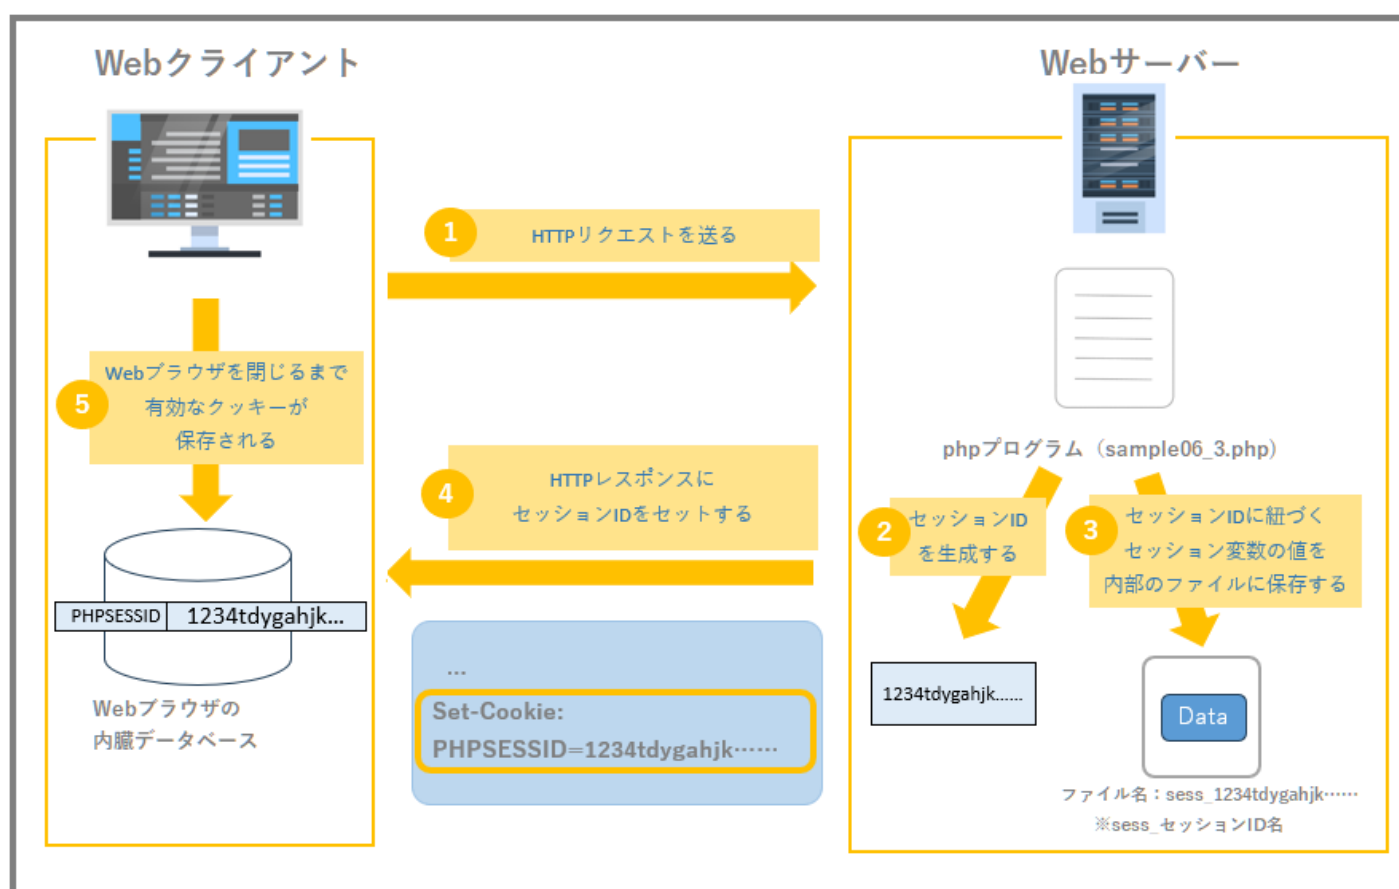 Webクライアント
Webサーバー
1
HTTPリクエストを送る
5
Webブラウザを閉じるまで
有効なクッキーが
保存される
phpプログラム（sample06_3.php）
4
HTTPレスポンスに
セッションIDをセットする
2
セッションID
を生成する
3
セッションIDに紐づく
セッション変数の値を
内部のファイルに保存する
PHPSESSID
1234tdygahjk...
Webブラウザの
内臓データベース
...
Set-Cookie:
PHPSESSID=1234tdygahjk……
1234tdygahjk......
Data
ファイル名：sess_1234tdygahjk……
※sess_セッションID名